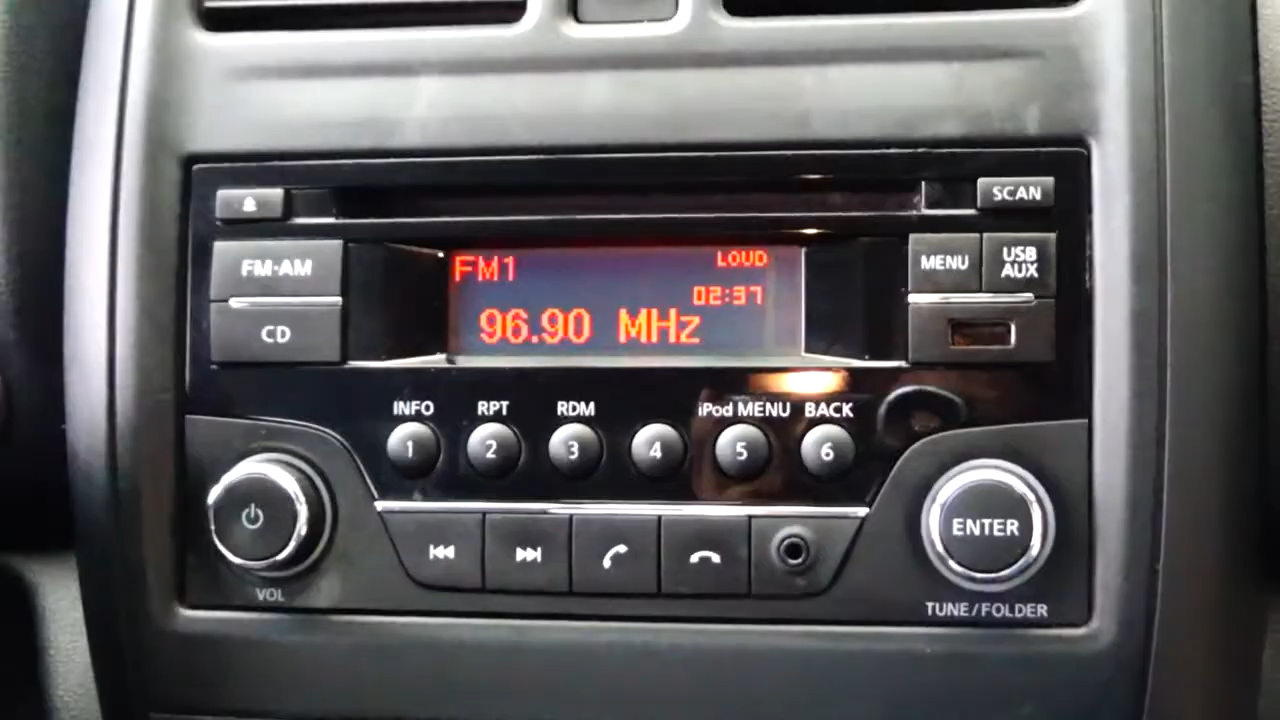 SCAN
FM·AM
CD
FM1
LOUD
02:37
96.90 MHz
MENU
USB
AUX
INFO
RPT
RDM
iPod MENU
BACK
1
2
3
4
5
6
VOL
ENTER
TUNE/FOLDER